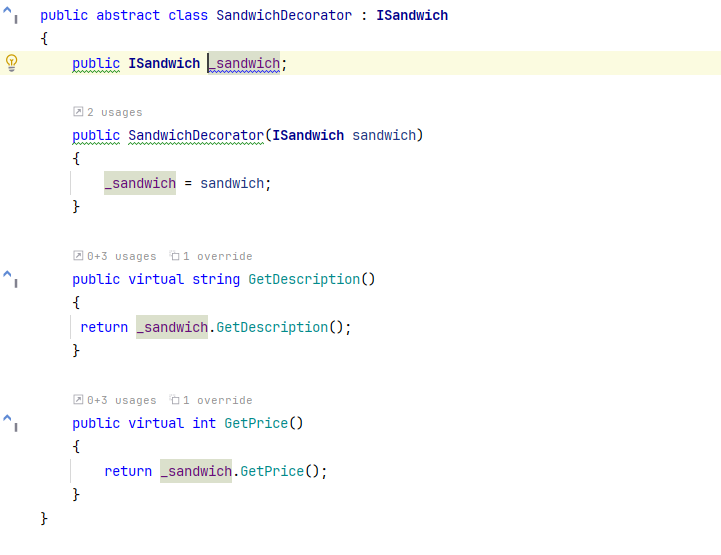 public abstract class SandwichDecorator : ISandwich
{
public ISandwich _sandwich;
2 usages
public SandwichDecorator(ISandwich sandwich)
{
_sandwich = sandwich;
}
0+3 usages 1 override
public virtual string GetDescription()
{
return _sandwich.GetDescription();
}
0+3 usages 1 override
public virtual int GetPrice()
{
return _sandwich.GetPrice();
}
}